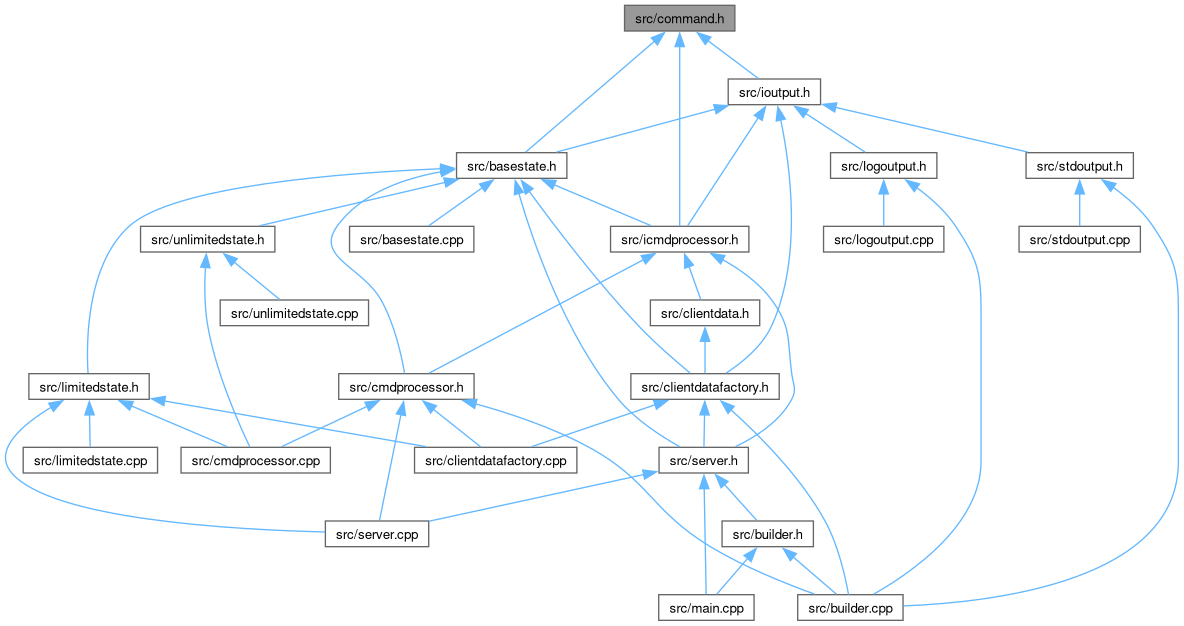 src/command.h
src/ioutput.h
src/basestate.h
src/logoutput.h
src/stdoutput.h
src/unlimitedstate.h
src/basestate.cpp
src/icmdprocessor.h
src/logoutput.cpp
src/stdoutput.cpp
src/unlimitedstate.cpp
src/clientdata.h
src/limitedstate.h
src/cmdprocessor.h
src/clientdatafactory.h
src/limitedstate.cpp
src/cmdprocessor.cpp
src/clientdatafactory.cpp
src/server.h
src/server.cpp
src/builder.h
src/main.cpp
src/builder.cpp